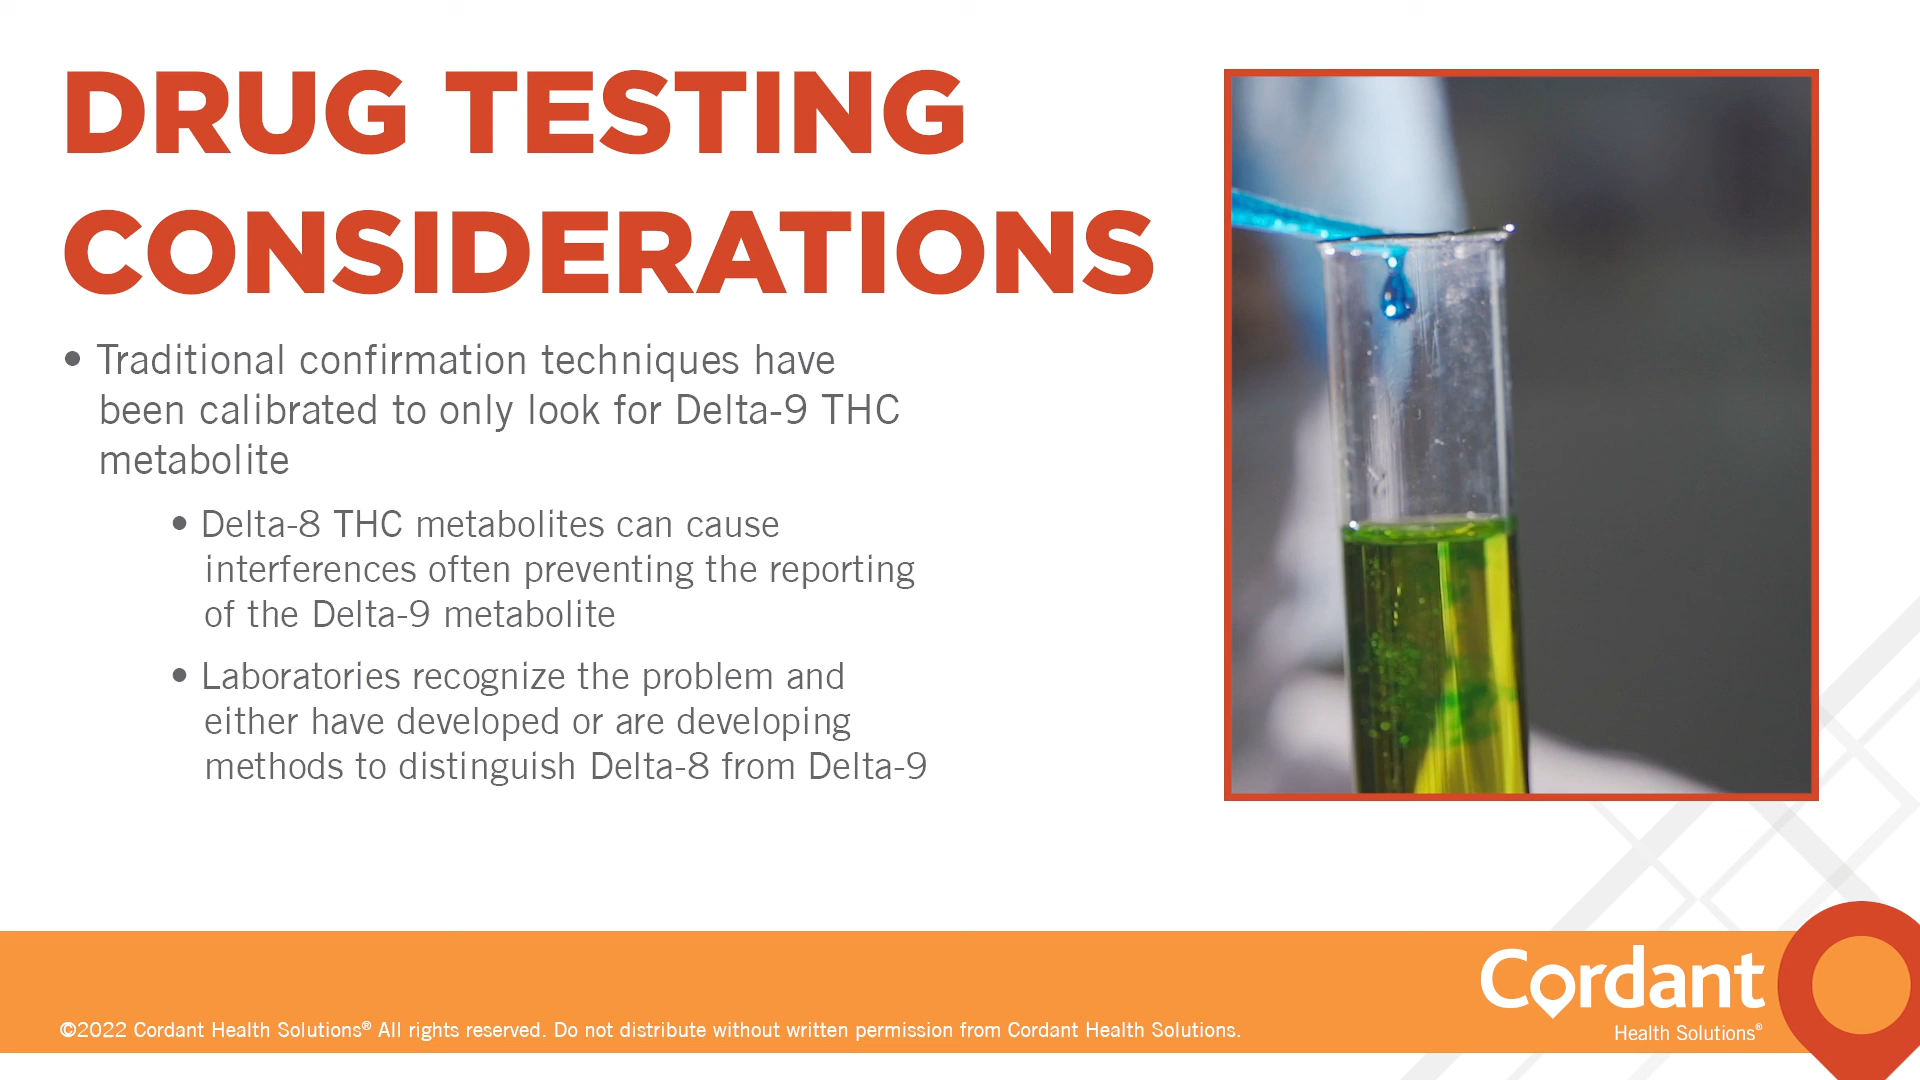 DRUG TESTING
CONSIDERATIONS
• Traditional confirmation techniques have
been calibrated to only look for Delta-9 THC
metabolite
• Delta-8 THC metabolites can cause
interferences often preventing the reporting
of the Delta-9 metabolite
• Laboratories recognize the problem and
either have developed or are developing
methods to distinguish Delta-8 from Delta-9
Cordant
Health Solutions®
©2022 Cordant Health Solutions® All rights reserved. Do not distribute without written permission from Cordant Health Solutions.